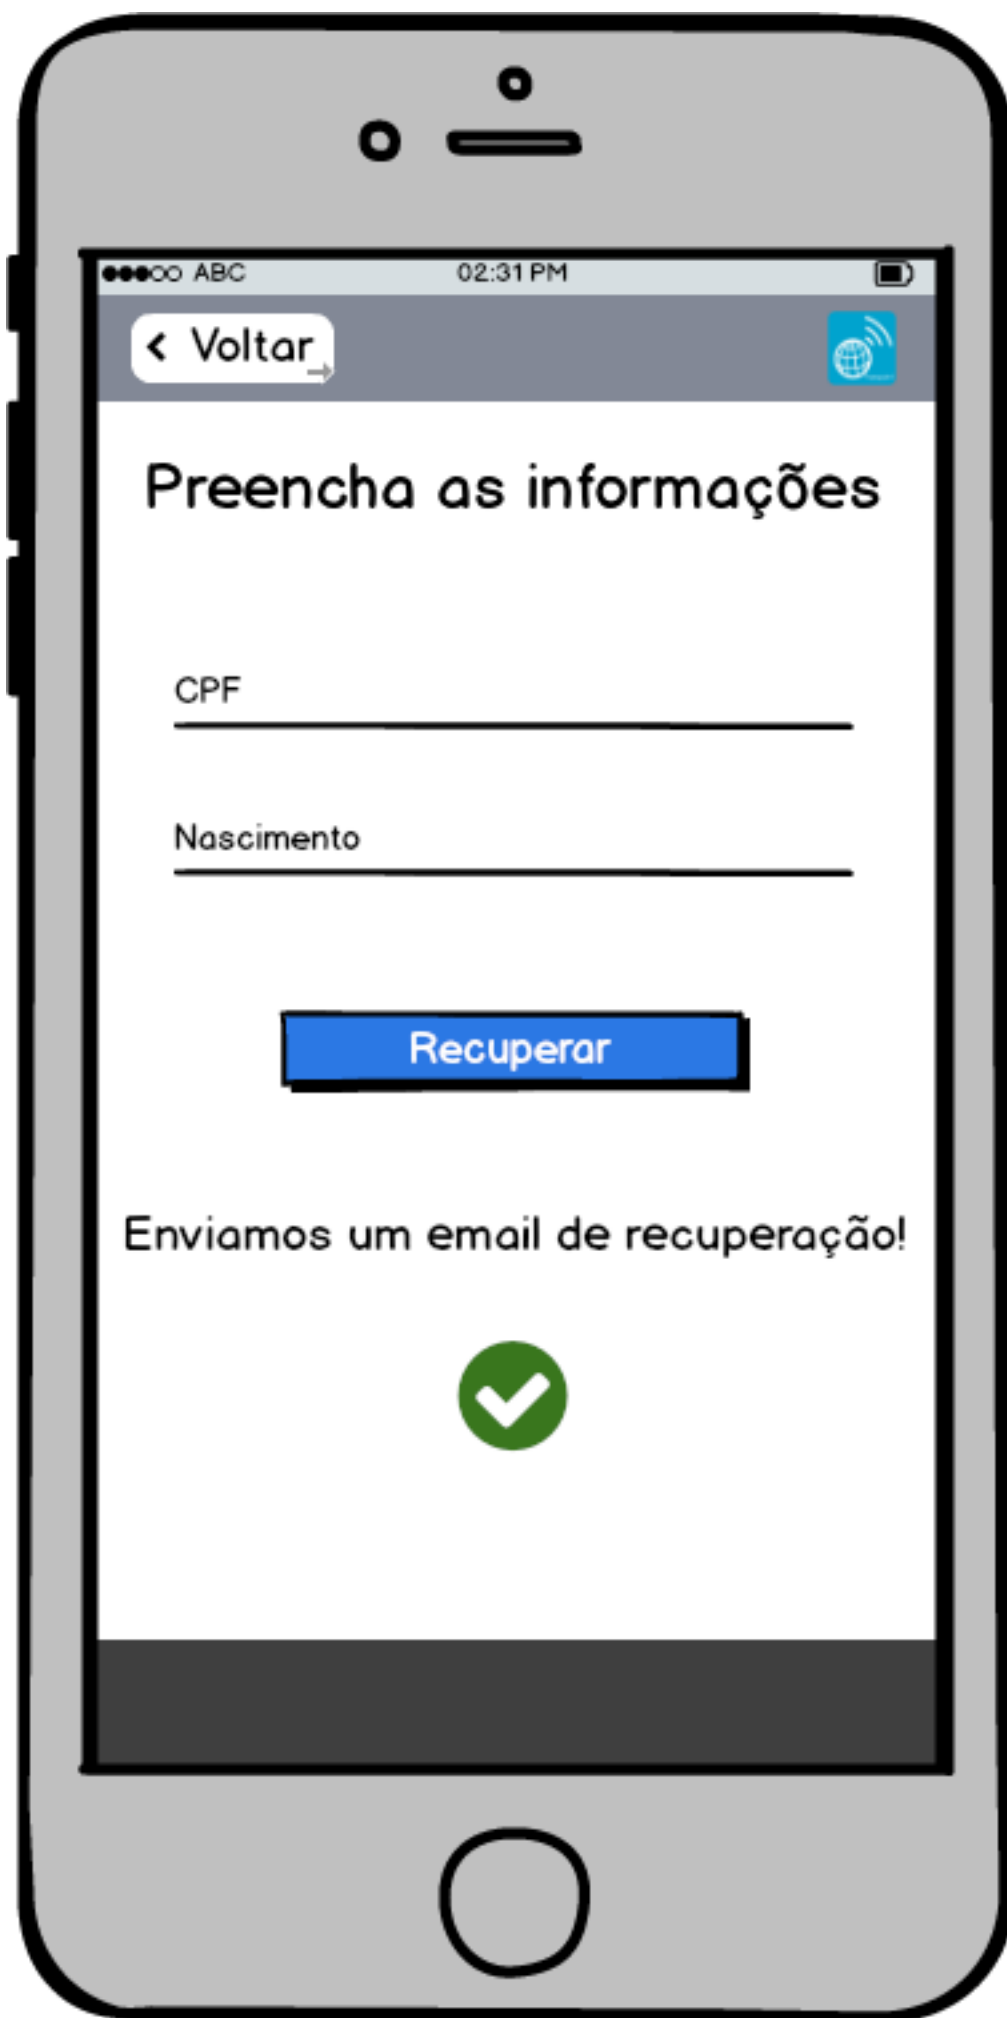 ABC 02:31 PM
Voltar
Preencha as informações
CPF
Nascimento
Recuperar
Enviamos um email de recuperação!